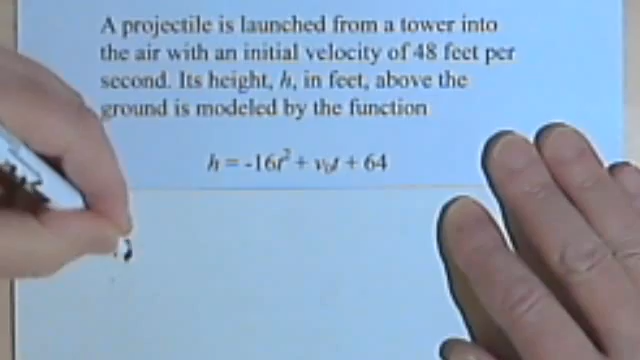 A projectile is launched from a tower into
the air with an initial velocity of 48 feet per
second. Its height, h, in feet, above the
ground is modeled by the function
h = -16t² + v₀t + 64